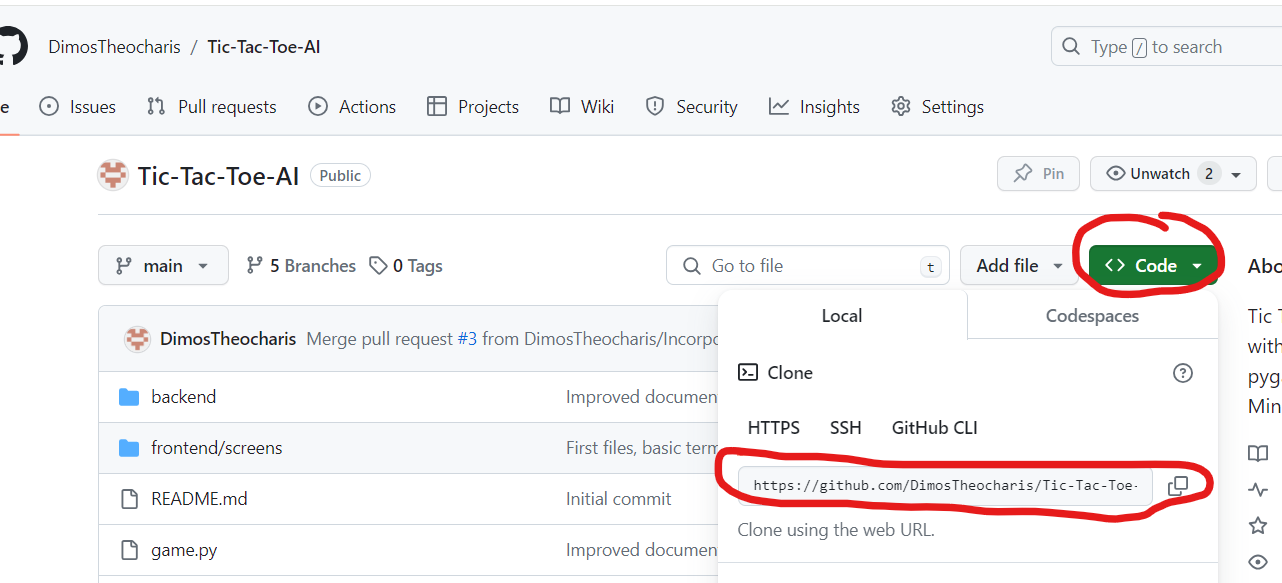 DimosTheocharis / Tic-Tac-Toe-AI
Type / to search
e Issues Pull requests Actions Projects Wiki Security Insights Settings
Tic-Tac-Toe-AI Public
Pin Unwatch 2
main 5 Branches 0 Tags
Go to file t
Add file
Code
DimosTheocharis Merge pull request #3 from DimosTheocharis/Incorpo
backend Improved documen
frontend/screens First files, basic term
README.md Initial commit
game.py Improved documen
Local Codespaces
Clone
HTTPS SSH GitHub CLI
https://github.com/DimosTheocharis/Tic-Tac-Toe-
Clone using the web URL.
Abo
Tic T
with
pyg
Min